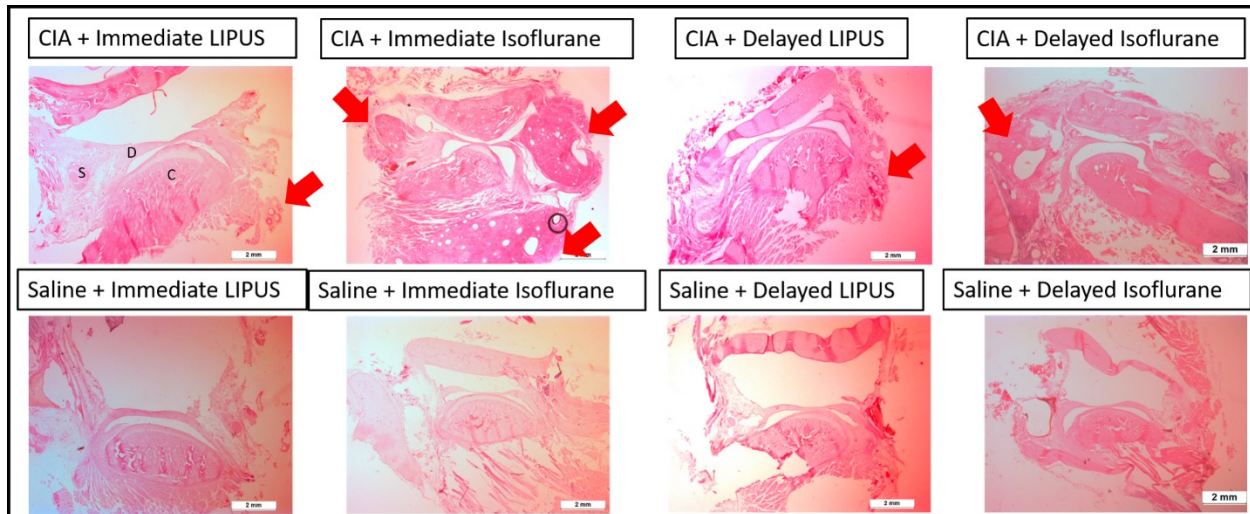 CIA + Immediate LIPUS
CIA + Immediate Isoflurane
CIA + Delayed LIPUS
CIA + Delayed Isoflurane
D
S
C
2 mm
2 mm
2 mm
Saline + Immediate LIPUS
Saline + Immediate Isoflurane
Saline + Delayed LIPUS
Saline + Delayed Isoflurane
2 mm
2 mm
2 mm
2 mm